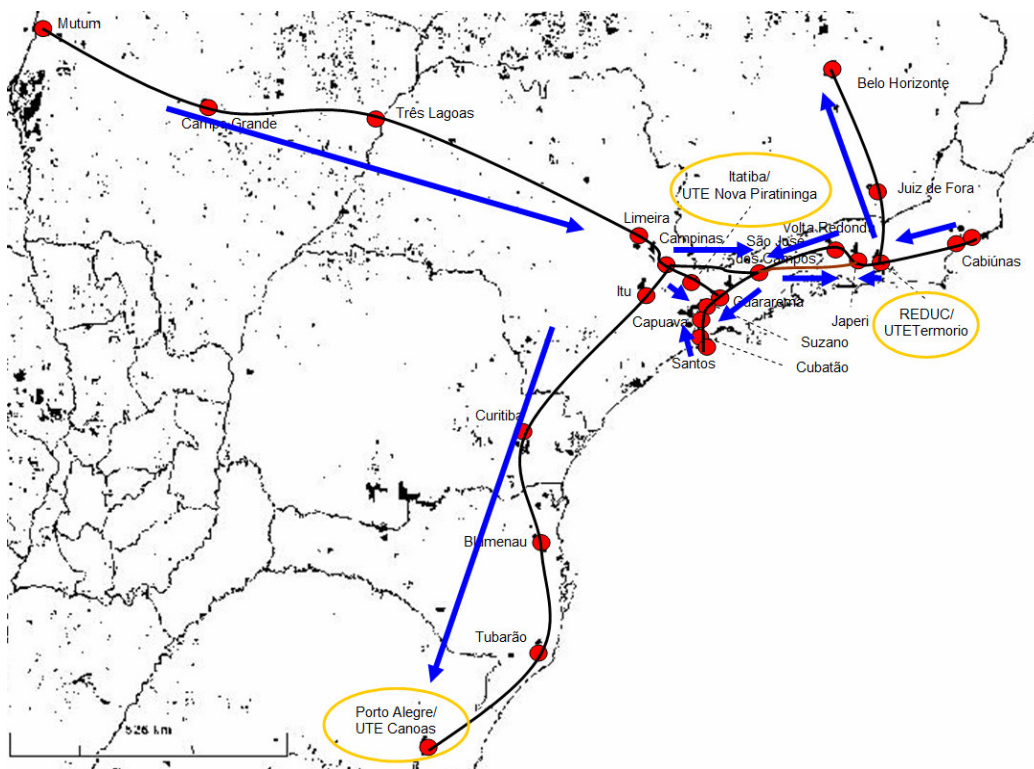 Mutum
Belo Horizonte
Campo Grande
Três Lagoas
Itatiba/
UTE Nova Piratininga
Juiz de Fora
Limeira
Volta Redonda
Campinas
São José
dos Campos
Cabiúnas
Itu
Guararema
Capuava
Japeri
REDUC/
UTETermorio
Suzano
Santos
Cubatão
Curitiba
Blumenau
Tubarão
Porto Alegre/
UTE Canoas
526 km